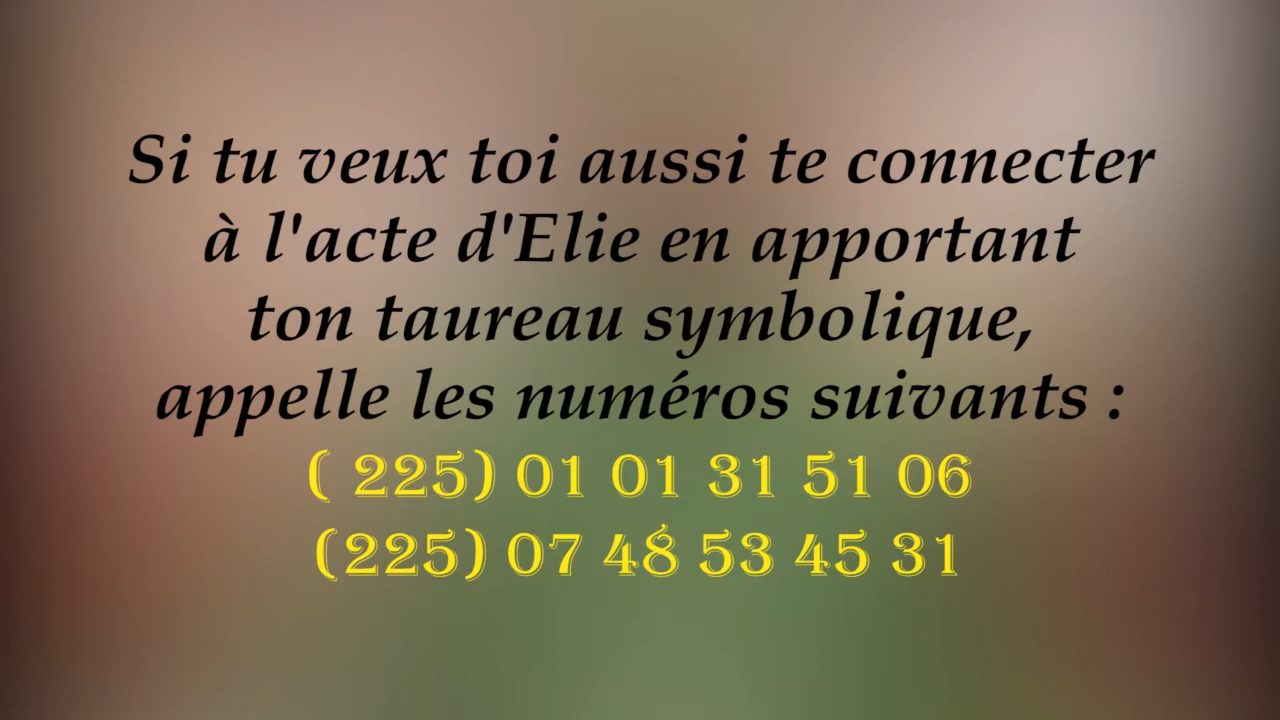 Si tu veux toi aussi te connecter
à l'acte d'Elie en apportant
ton taureau symbolique,
appelle les numéros suivants :
( 225) 01 01 31 51 06
(225) 07 48 53 45 31